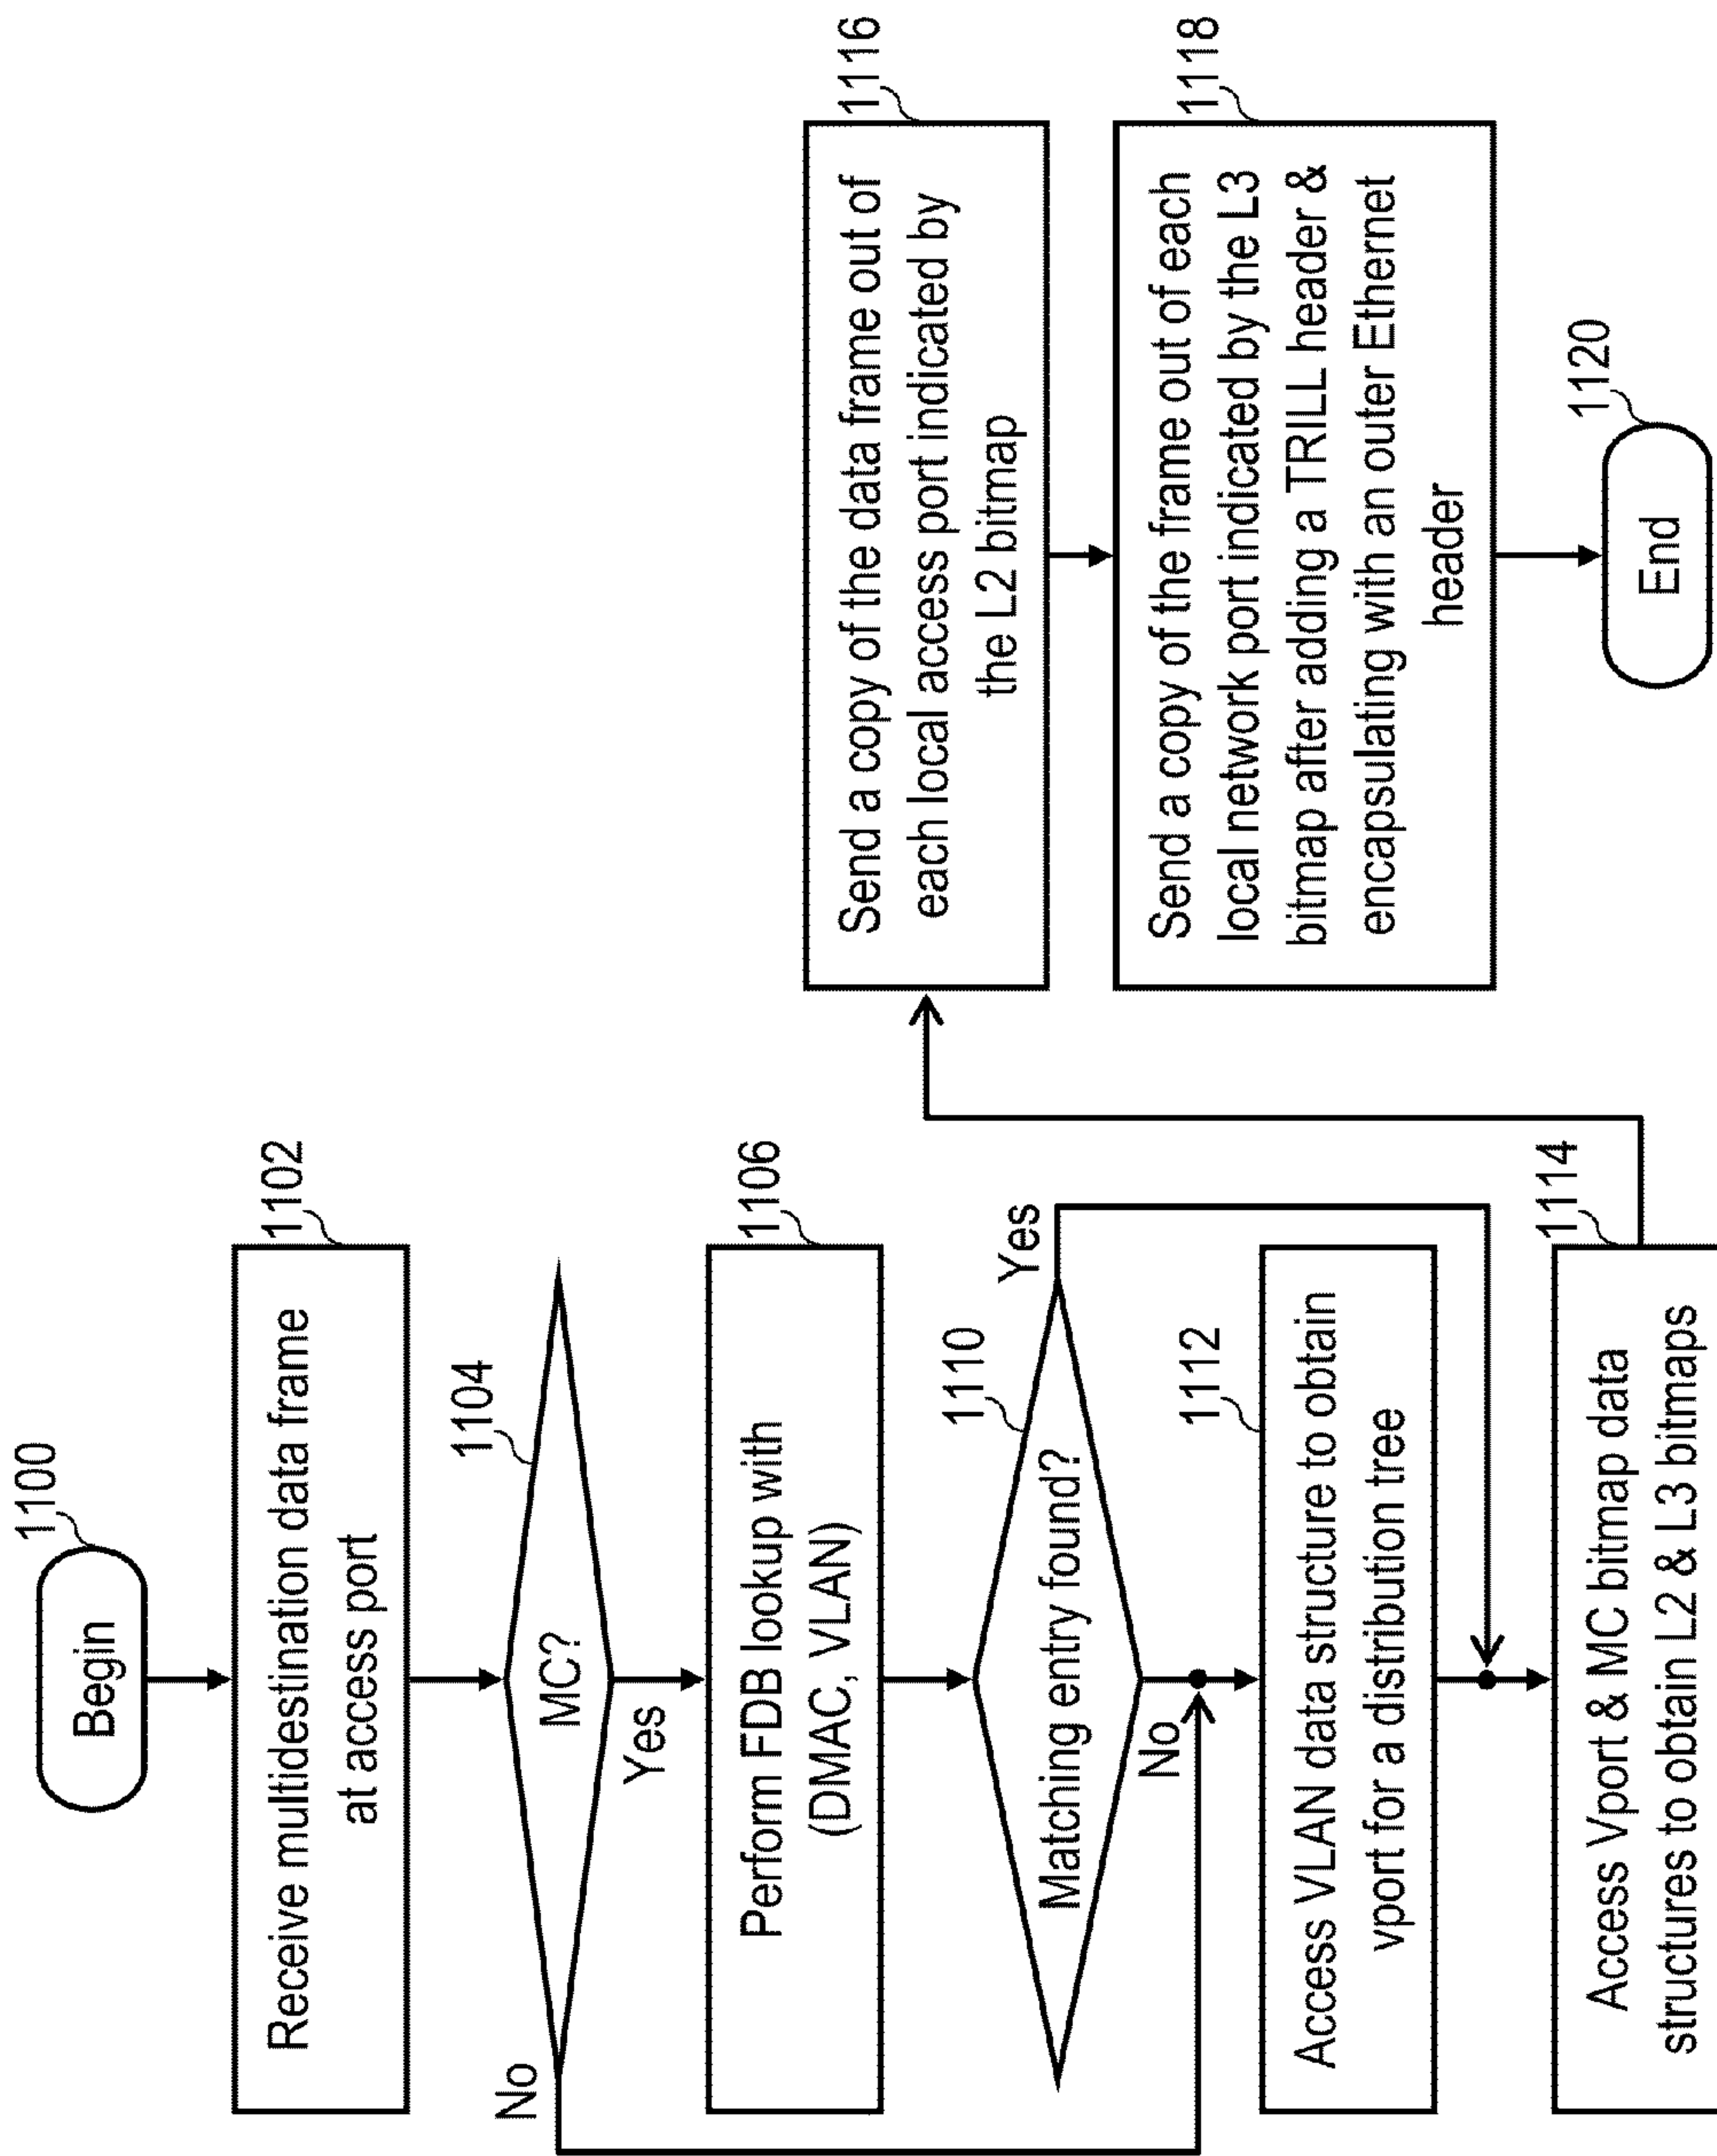 1100
Begin
1102
Receive multidestination data frame
at access port
1104
MC?
No
Yes
1106
Perform FDB lookup with
(DMAC, VLAN)
1110
Matching entry found?
Yes
No
1112
Access VLAN data structure to obtain
vport for a distribution tree
1114
Access Vport & MC bitmap data
structures to obtain L2 & L3 bitmaps
1116
Send a copy of the data frame out of
each local access port indicated by
the L2 bitmap
1118
Send a copy of the frame out of each
local network port indicated by the L3
bitmap after adding a TRILL header &
encapsulating with an outer Ethernet
header
1120
End